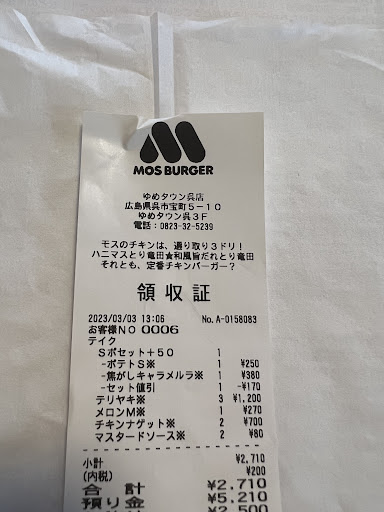 MOS BURGER
ゆめタウン呉店
広島県呉市宝町5-10
ゆめタウン呉3F
電話:0823-32-5239
モスのチキンは、選り取り3ドリ!
ハニマスとり竜田★和風旨だれとり竜田
それとも、定番チキンバーガー?
領収証
2023/03/03 13:06 No.A-0158083
お客様NO 0006
テイク
Sポセット+50 1
-ポテトS※ 1 ¥250
-焦がしキャラメルラ※ 1 ¥380
-セット値引 1 -¥170
テリヤキ※ 3 ¥1,200
メロンM※ 1 ¥270
チキンナゲット※ 2 ¥700
マスタードソース※ 2 ¥80
小計 ¥2,710
(内税) ¥200
合計 ¥2,710
預り金 ¥5,210
¥2,500